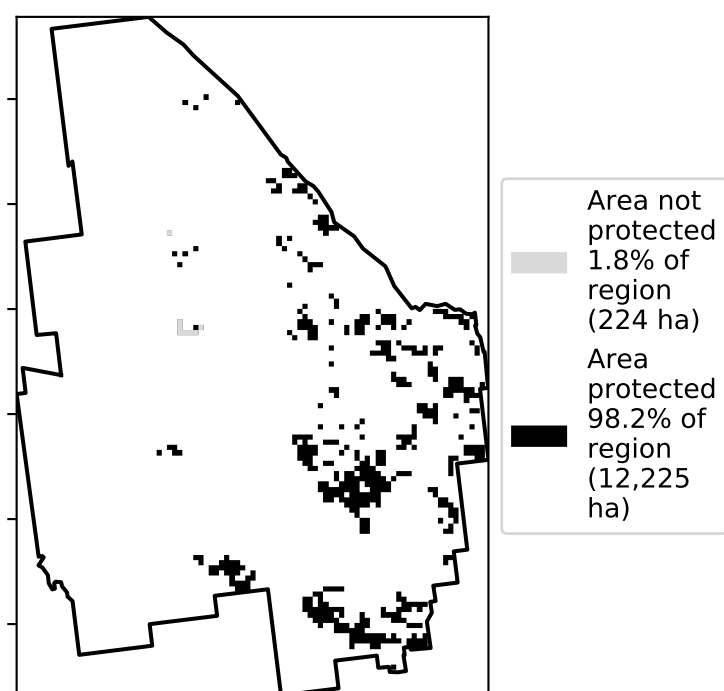 Area not
protected
1.8% of
region
(224 ha)
Area
protected
98.2% of
region
(12,225
ha)